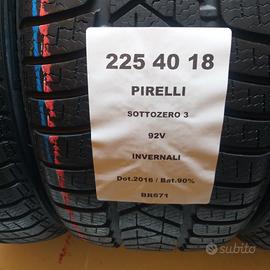 225 40 18
PIRELLI
SOTTOZERO 3
92V
INVERNALI
Dot.2016 / Bat.90%
BR671
subito